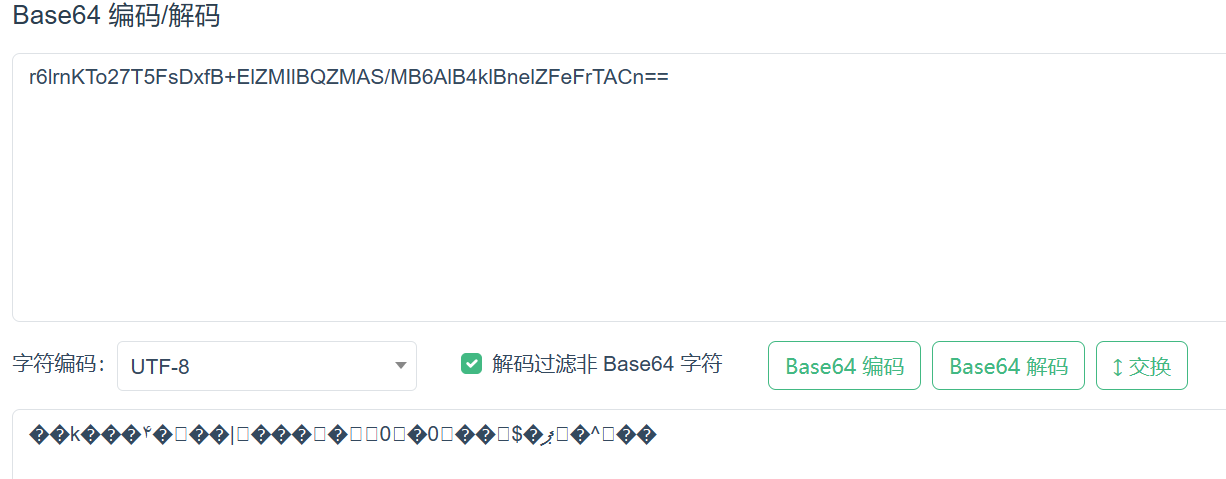 Base64 编码/解码
r6lrnKTo27T5FsDxfB+ElZMIlBQZMAS/MB6AlB4klBnelZFeFrTACn==
字符编码：
UTF-8
解码过滤非 Base64 字符
Base64 编码
Base64 解码
↕ 交换
��k���۴�􀀀��|􀀀���􀀀�􀀀􀀀0􀀀�0􀀀��􀀀$�ޕ􀀀�^􀀀��